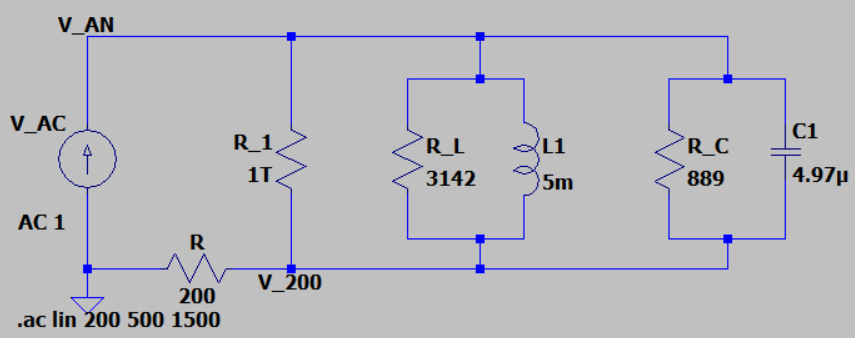 V_AN
V_AC
AC 1
R_1
1T
R_L
3142
L1
5m
R_C
889
C1
4.97µ
R
200
V_200
.ac lin 200 500 1500